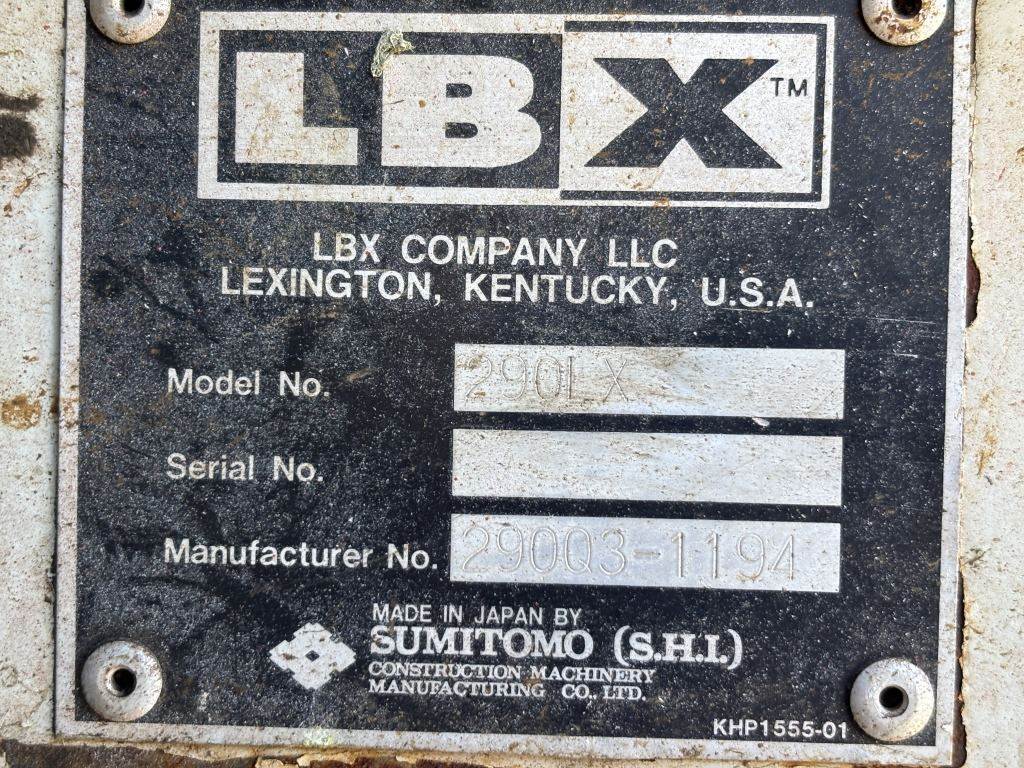 LBX™
LBX COMPANY LLC
LEXINGTON, KENTUCKY, U.S.A.
Model No. 290LX
Serial No.
Manufacturer No. 290Q3-1194
MADE IN JAPAN BY
SUMITOMO (S.H.I.)
CONSTRUCTION MACHINERY
MANUFACTURING CO., LTD.
KHP1555-01